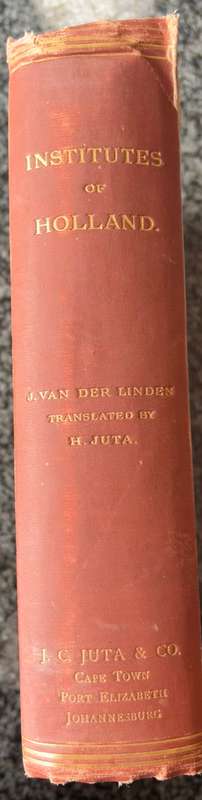 INSTITUTES
OF
HOLLAND.
J. VAN DER LINDEN
TRANSLATED BY
H. JUTA.
J. C. JUTA & CO.
CAPE TOWN
PORT ELIZABETH
JOHANNESBURG